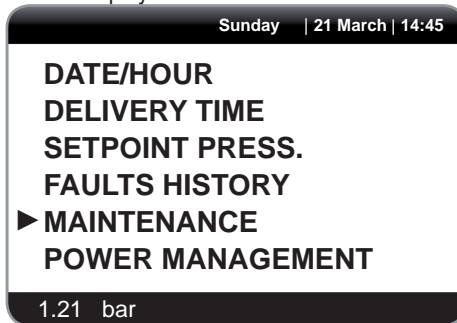 Sunday | 21 March | 14:45
DATE/HOUR
DELIVERY TIME
SETPOINT PRESS.
FAULTS HISTORY
MAINTENANCE
POWER MANAGEMENT
1.21 bar